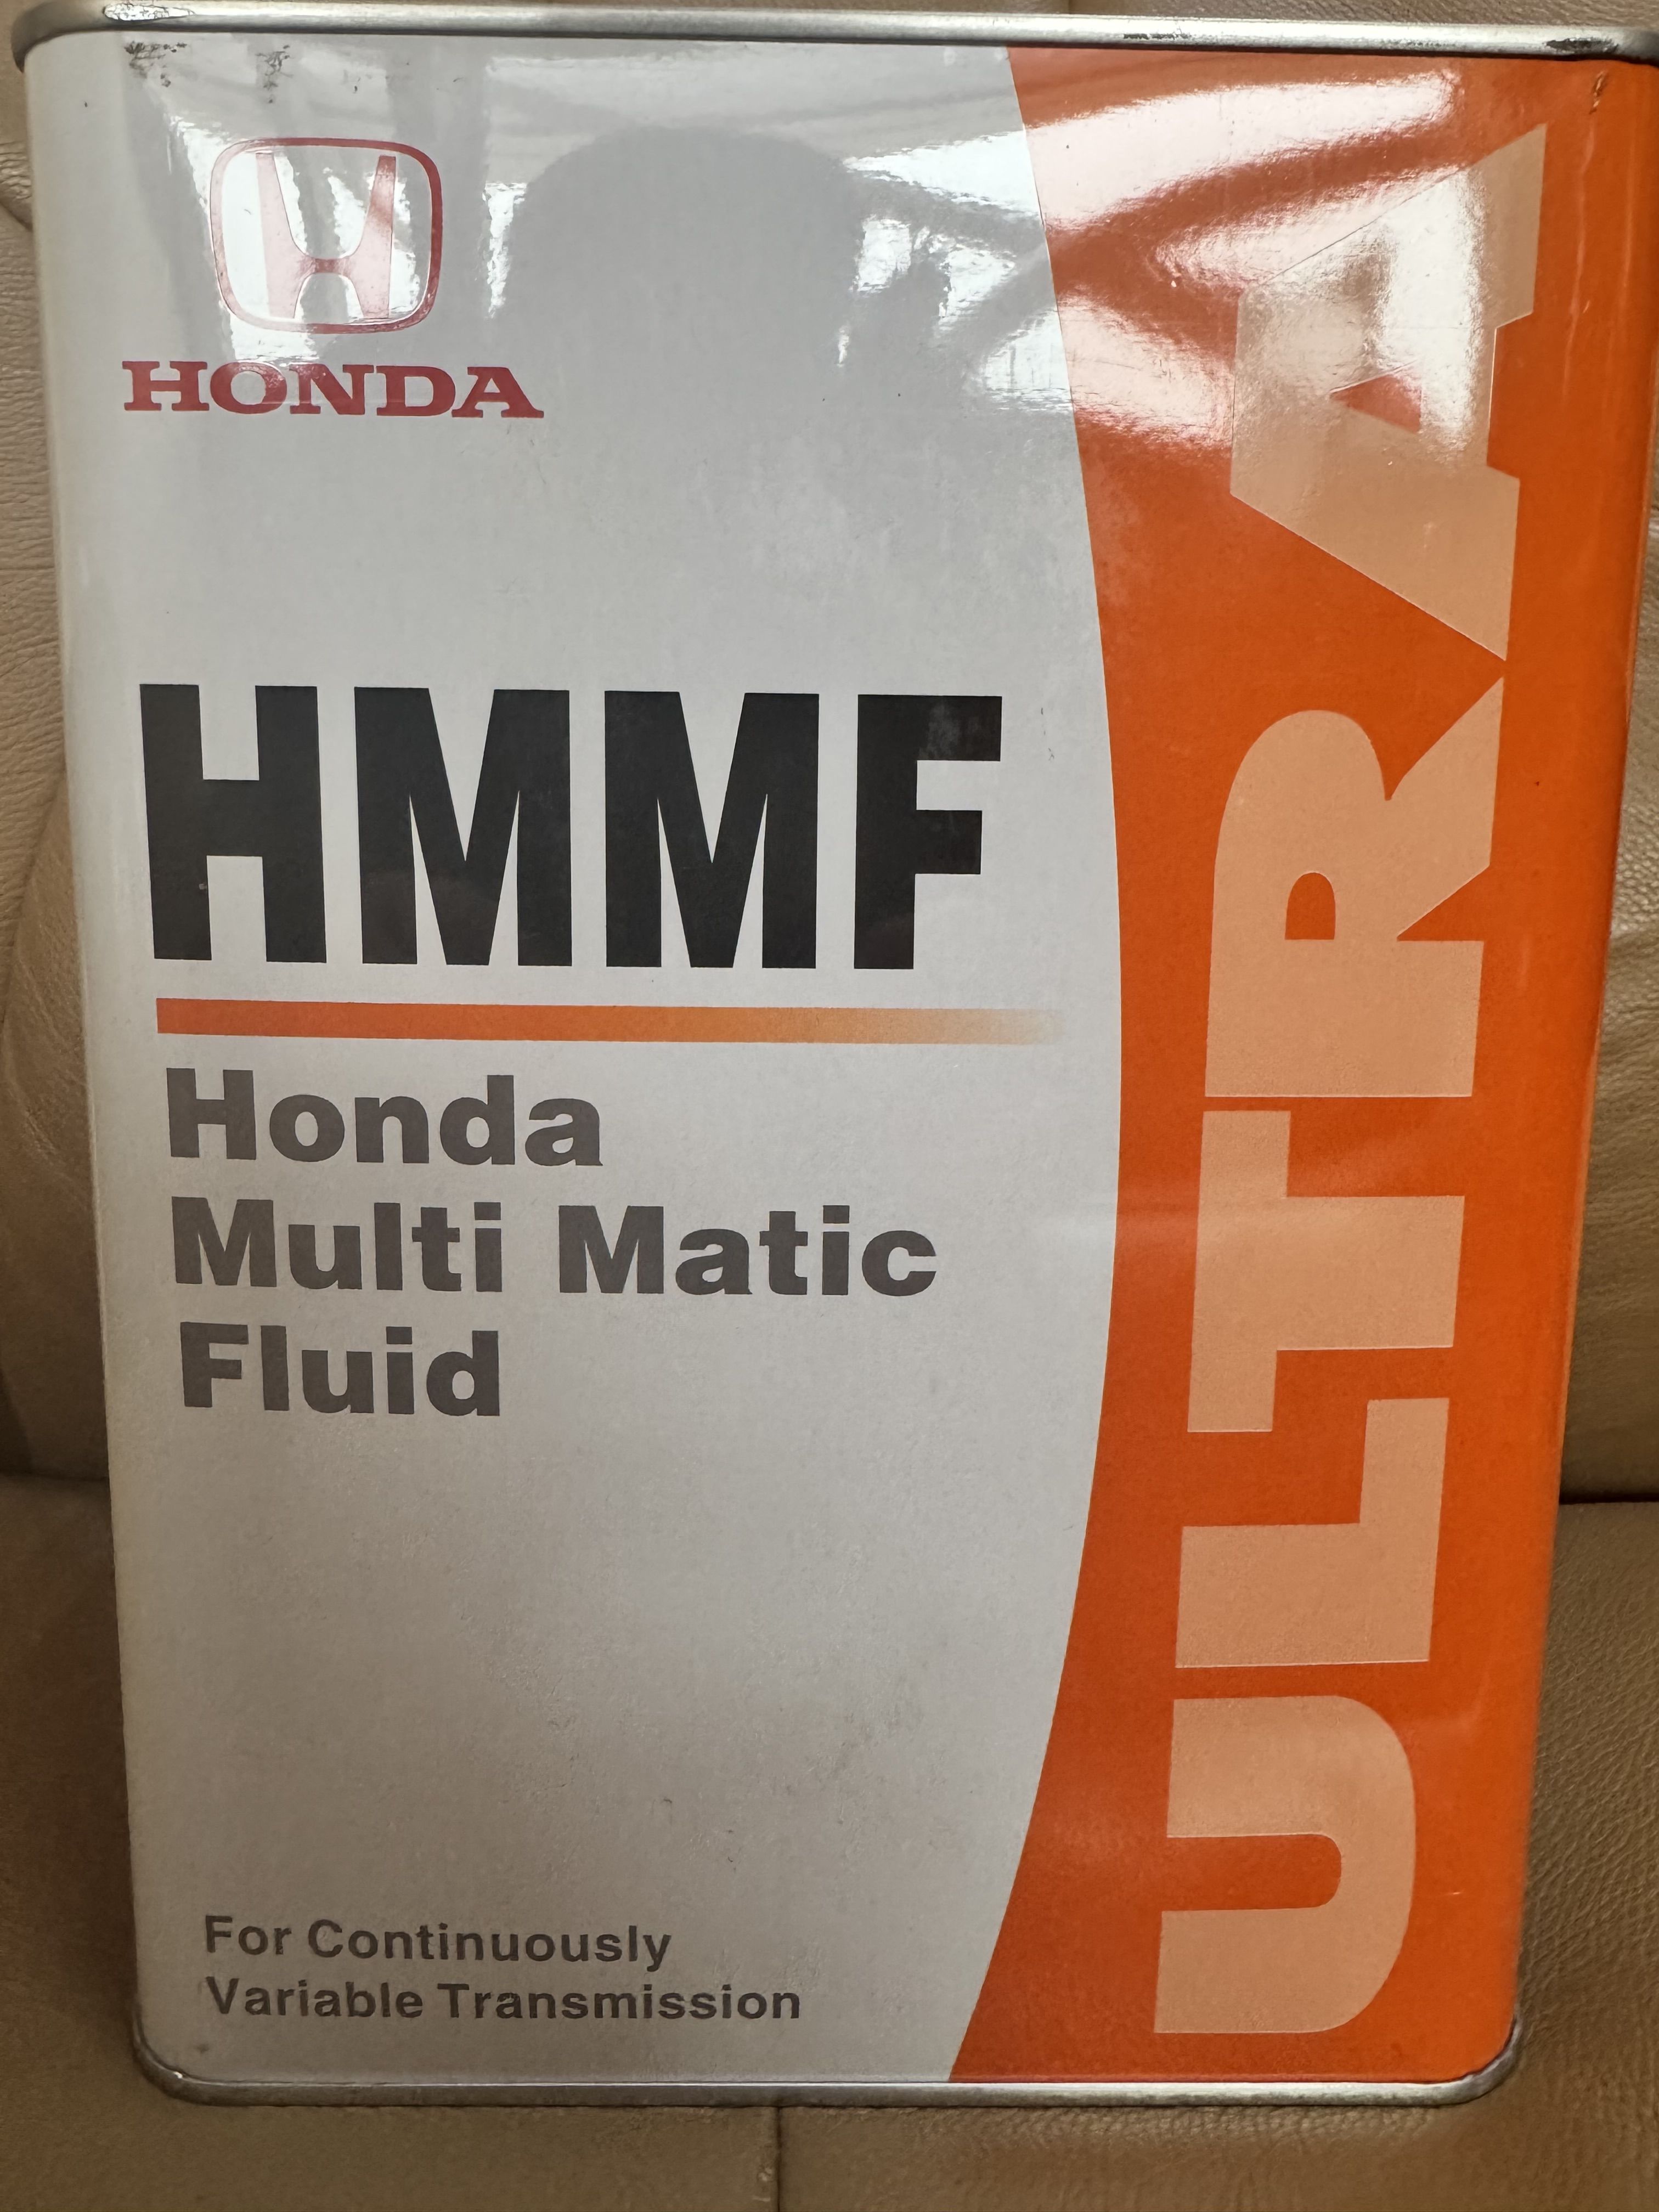 HONDA
HMMF
Honda
Multi Matic
Fluid
For Continuously
Variable Transmission
ULTRA